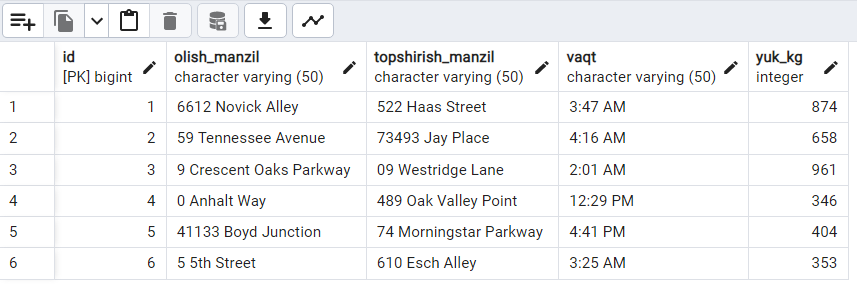 id olish_manzil topshirish_manzil vaqt yuk_kg
[PK] bigint character varying (50) character varying (50) character varying (50) integer
1 1 6612 Novick Alley 522 Haas Street 3:47 AM 874
2 2 59 Tennessee Avenue 73493 Jay Place 4:16 AM 658
3 3 9 Crescent Oaks Parkway 09 Westridge Lane 2:01 AM 961
4 4 0 Anhalt Way 489 Oak Valley Point 12:29 PM 346
5 5 41133 Boyd Junction 74 Morningstar Parkway 4:41 PM 404
6 6 5 5th Street 610 Esch Alley 3:25 AM 353